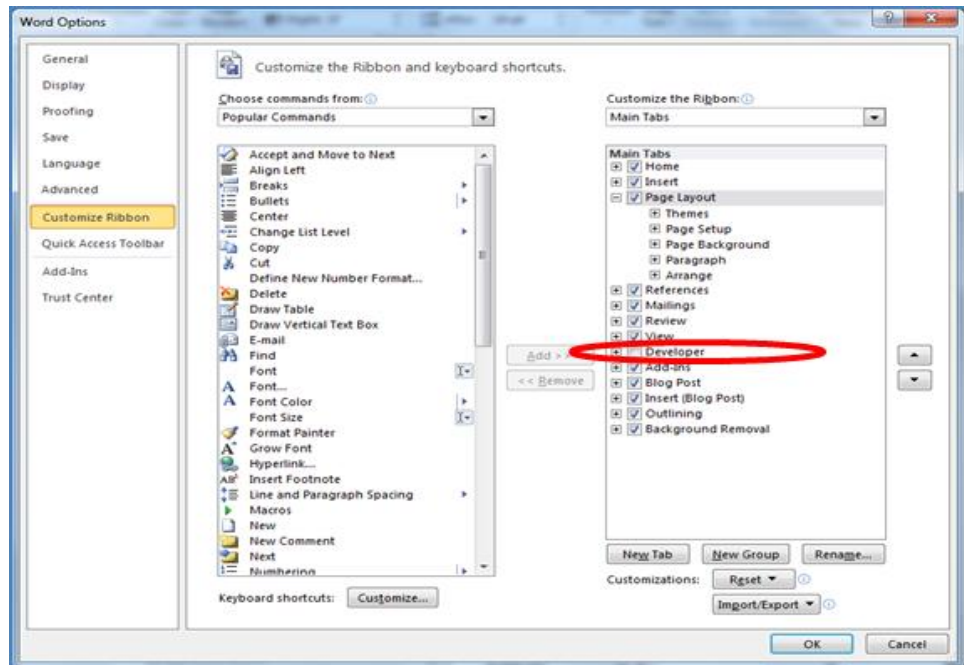 Word Options
General
Display
Proofing
Save
Language
Advanced
Customize Ribbon
Quick Access Toolbar
Add-Ins
Trust Center
Customize the Ribbon and keyboard shortcuts.
Choose commands from:
Popular Commands
Accept and Move to Next
Align Left
Breaks
Bullets
Center
Change List Level
Copy
Cut
Define New Number Format...
Delete
Draw Table
Draw Vertical Text Box
E-mail
Find
Font
Font...
Font Color
Font Size
Format Painter
Grow Font
Hyperlink...
Insert Footnote
Line and Paragraph Spacing
Macros
New
New Comment
Next
Numbering
Keyboard shortcuts: Customize...
Add >>
<< Remove
Customize the Ribbon:
Main Tabs
Main Tabs
Home
Insert
Page Layout
Themes
Page Setup
Page Background
Paragraph
Arrange
References
Mailings
Review
View
Developer
Add-Ins
Blog Post
Insert (Blog Post)
Outlining
Background Removal
New Tab New Group Rename...
Customizations: Reset
Import/Export
OK Cancel